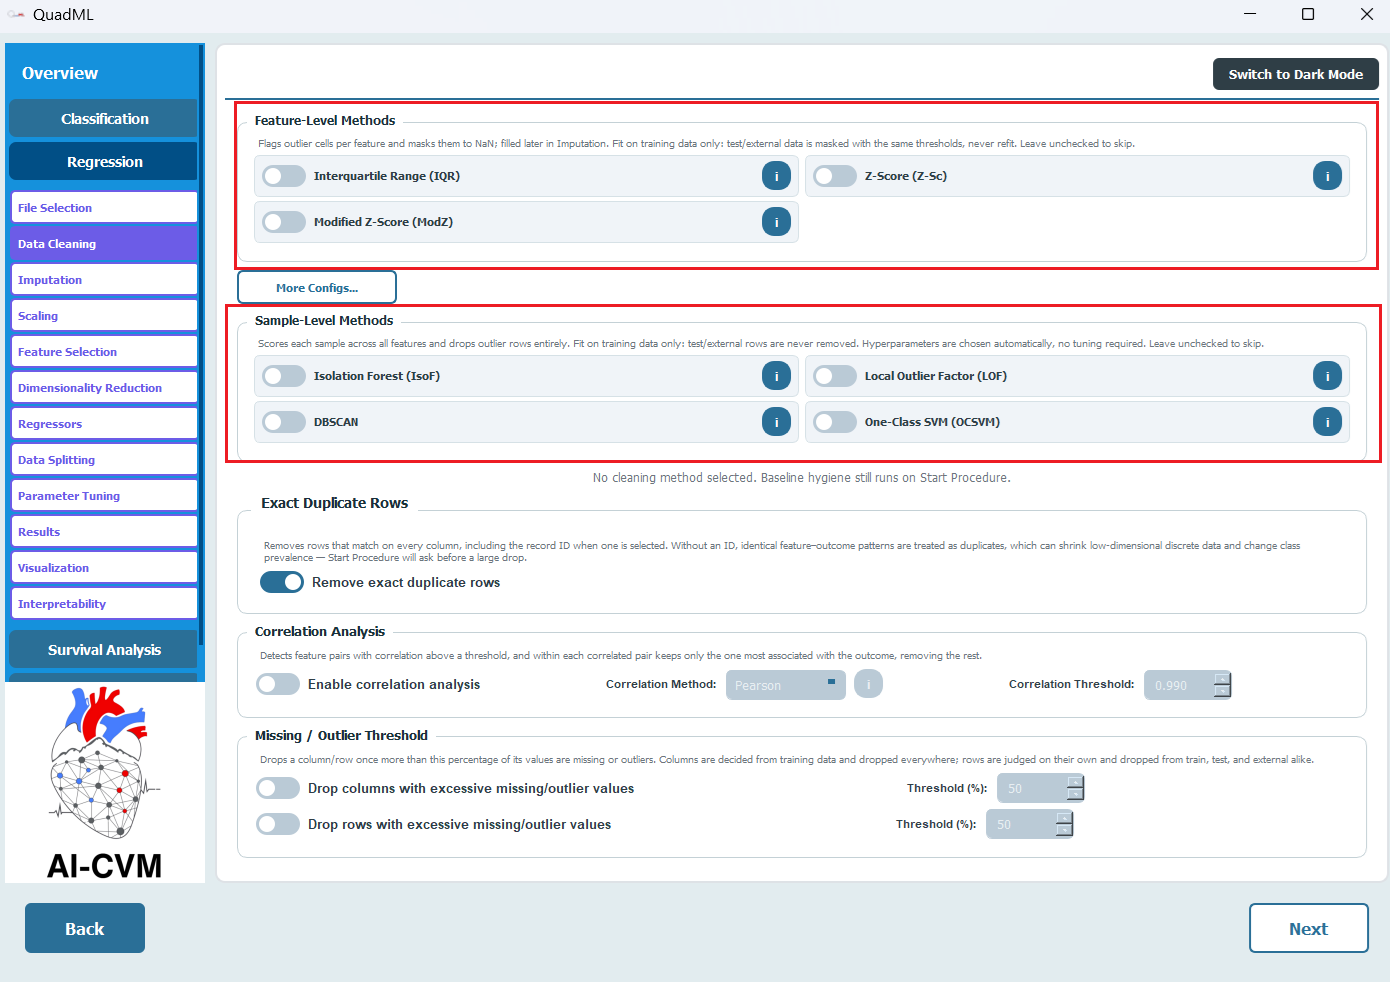 QuadML
Overview
Classification
Regression
File Selection
Data Cleaning
Imputation
Scaling
Feature Selection
Dimensionality Reduction
Regressors
Data Splitting
Parameter Tuning
Results
Visualization
Interpretability
Survival Analysis
AI-CVM
Switch to Dark Mode
Feature-Level Methods
Flags outlier cells per feature and masks them to NaN; filled later in Imputation. Fit on training data only: test/external data is masked with the same thresholds, never refit. Leave unchecked to skip.
Interquartile Range (IQR) i
Z-Score (Z-Sc) i
Modified Z-Score (ModZ) i
More Configs...
Sample-Level Methods
Scores each sample across all features and drops outlier rows entirely. Fit on training data only: test/external rows are never removed. Hyperparameters are chosen automatically, no tuning required. Leave unchecked to skip.
Isolation Forest (IsoF) i
Local Outlier Factor (LOF) i
DBSCAN i
One-Class SVM (OCSVM) i
No cleaning method selected. Baseline hygiene still runs on Start Procedure.
Exact Duplicate Rows
Removes rows that match on every column, including the record ID when one is selected. Without an ID, identical feature–outcome patterns are treated as duplicates, which can shrink low-dimensional discrete data and change class
prevalence — Start Procedure will ask before a large drop.
Remove exact duplicate rows
Correlation Analysis
Detects feature pairs with correlation above a threshold, and within each correlated pair keeps only the one most associated with the outcome, removing the rest.
Enable correlation analysis
Correlation Method: Pearson i
Correlation Threshold: 0.990
Missing / Outlier Threshold
Drops a column/row once more than this percentage of its values are missing or outliers. Columns are decided from training data and dropped everywhere; rows are judged on their own and dropped from train, test, and external alike.
Drop columns with excessive missing/outlier values
Threshold (%): 50
Drop rows with excessive missing/outlier values
Threshold (%): 50
Back
Next